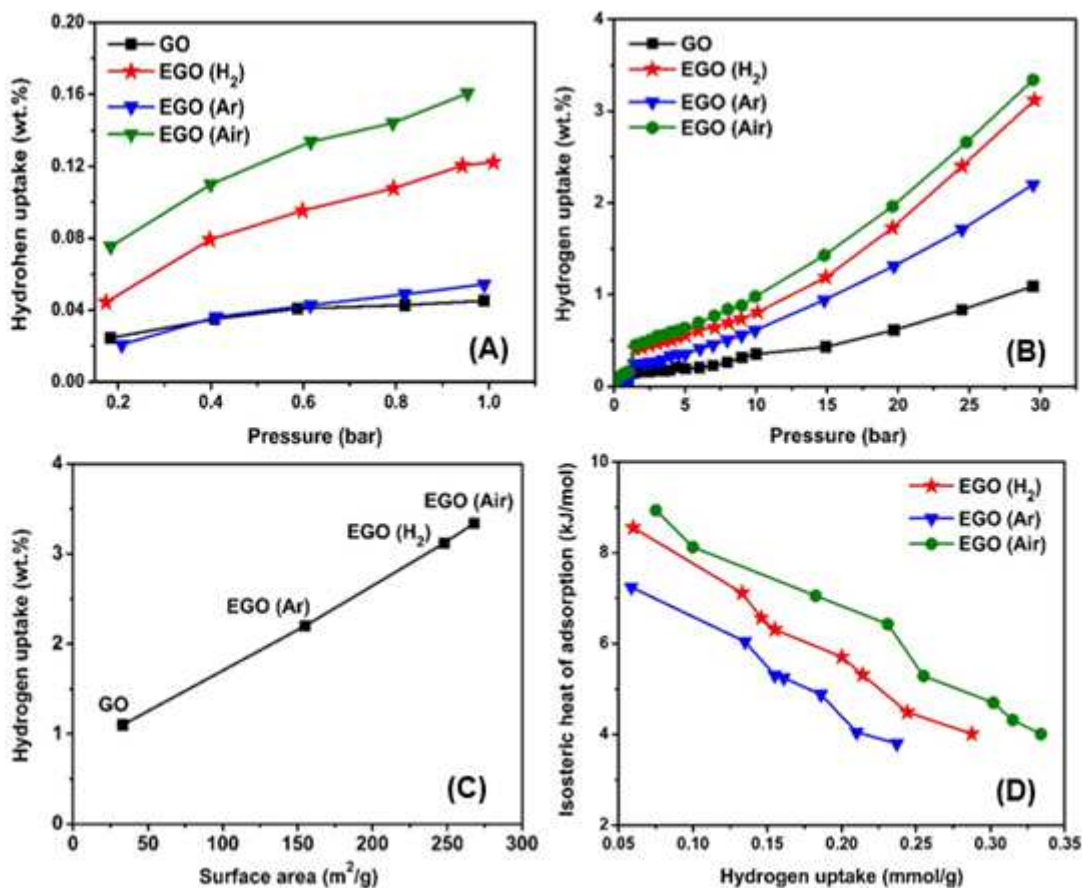 0.20
0.16
0.12
0.08
0.04
0.00
Hydrohen uptake (wt.%)
GO
EGO (H2)
EGO (Ar)
EGO (Air)
(A)
0.2 0.4 0.6 0.8 1.0
Pressure (bar)
4
3
2
1
0
Hydrogen uptake (wt.%)
GO
EGO (H2)
EGO (Ar)
EGO (Air)
(B)
0 5 10 15 20 25 30
Pressure (bar)
4
3
2
1
0
Hydrogen uptake (wt.%)
EGO (Air)
EGO (H2)
EGO (Ar)
GO
(C)
0 50 100 150 200 250 300
Surface area (m2/g)
10
8
6
4
2
Isosteric heat of adsorption (kJ/mol)
EGO (H2)
EGO (Ar)
EGO (Air)
(D)
0.05 0.10 0.15 0.20 0.25 0.30 0.35
Hydrogen uptake (mmol/g)